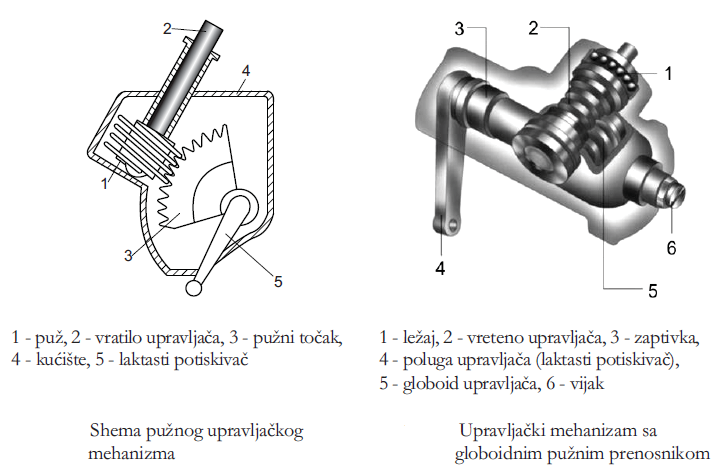 2
4
1
3
5
1 - puž, 2 - vratilo upravljača, 3 - pužni točak,
4 - kućište, 5 - laktasti potiskivač
Shema pužnog upravljačkog
mehanizma
3
2
1
4
5
6
1 - ležaj, 2 - vreteno upravljača, 3 - zaptivka,
4 - poluga upravljača (laktasti potiskivač),
5 - globoid upravljača, 6 - vijak
Upravljački mehanizam sa
globoidnim pužnim prenosnikom